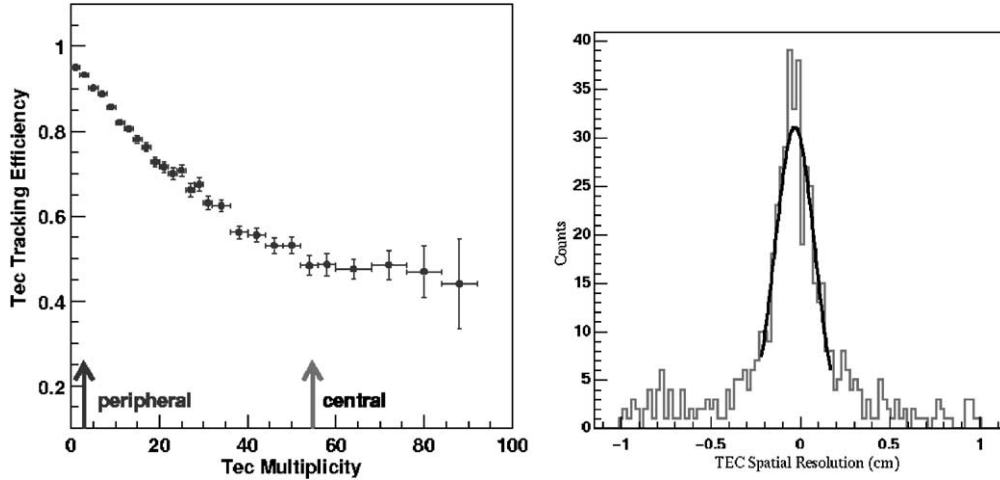 Tec Tracking Efficiency
1
0.8
0.6
0.4
0.2
peripheral
central
0 20 40 60 80 100
Tec Multiplicity
Counts
40
35
30
25
20
15
10
5
0
-1 -0.5 0 0.5 1
TEC Spatial Resolution (cm)